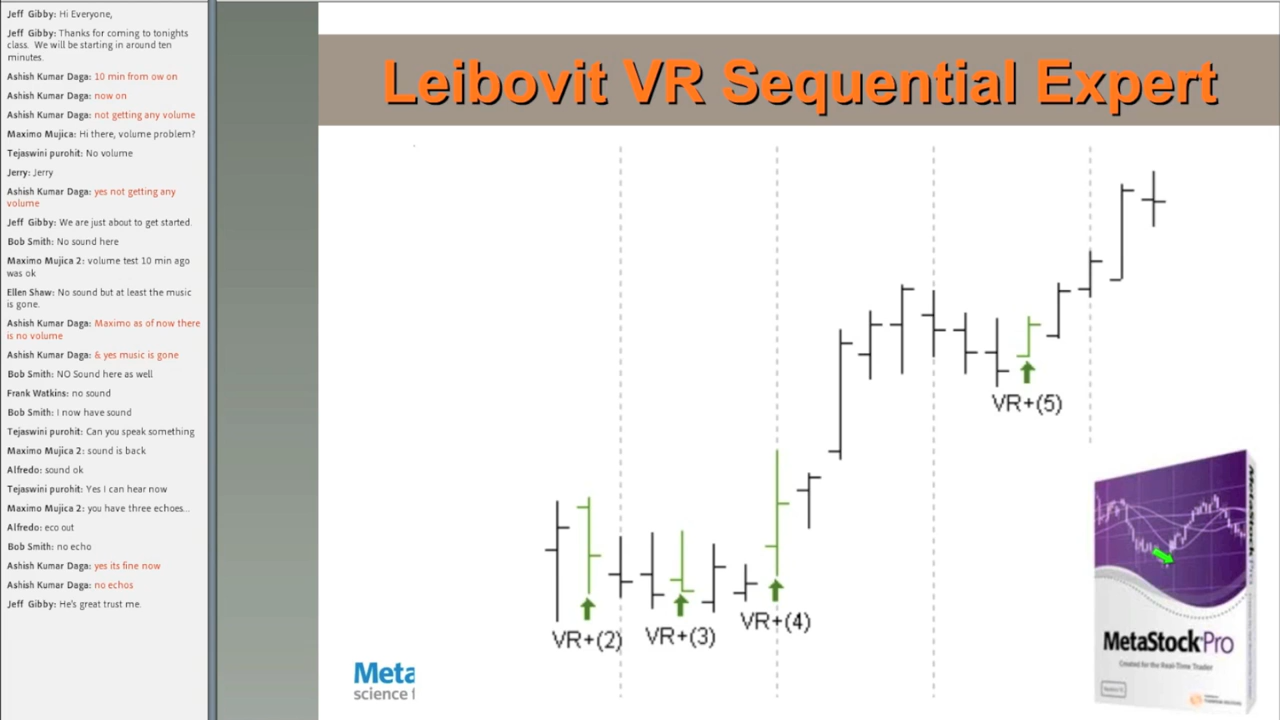 Jeff Gibby: Hi Everyone,
Jeff Gibby: Thanks for coming to tonights
class. We will be starting in around ten
minutes.
Ashish Kumar Daga: 10 min from ow on
Ashish Kumar Daga: now on
Ashish Kumar Daga: not getting any volume
Maximo Mujica: Hi there, volume problem?
Tejaswini purohit: No volume
Jerry: Jerry
Ashish Kumar Daga: yes not getting any
volume
Jeff Gibby: We are just about to get started.
Bob Smith: No sound here
Maximo Mujica 2: volume test 10 min ago
was ok
Ellen Shaw: No sound but at least the music
is gone.
Ashish Kumar Daga: Maximo as of now there
is no volume
Ashish Kumar Daga: & yes music is gone
Bob Smith: NO Sound here as well
Frank Watkins: no sound
Bob Smith: I now have sound
Tejaswini purohit: Can you speak something
Maximo Mujica 2: sound is back
Alfredo: sound ok
Tejaswini purohit: Yes I can hear now
Maximo Mujica 2: you have three echoes...
Alfredo: eco out
Bob Smith: no echo
Ashish Kumar Daga: yes its fine now
Ashish Kumar Daga: no echos
Jeff Gibby: He's great trust me.
Leibovit VR Sequential Expert
VR+(5)
VR+(4)
VR+(2)
VR+(3)
Meta
science f
MetaStock Pro
MetaStock Pro
Created for the Real-Time Trader